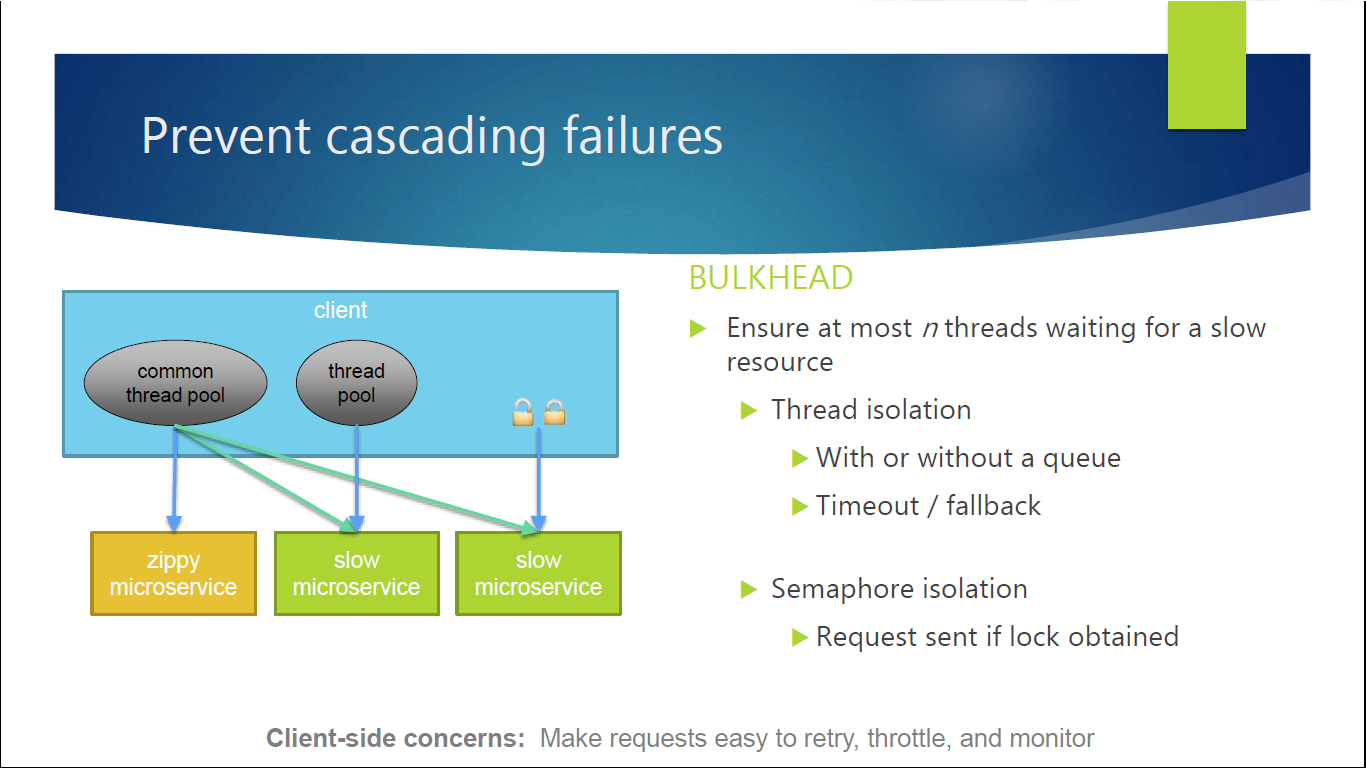 Prevent cascading failures
client
common
thread pool
thread
pool
zippy
microservice
slow
microservice
slow
microservice
BULKHEAD
Ensure at most n threads waiting for a slow
resource
Thread isolation
With or without a queue
Timeout / fallback
Semaphore isolation
Request sent if lock obtained
Client-side concerns: Make requests easy to retry, throttle, and monitor